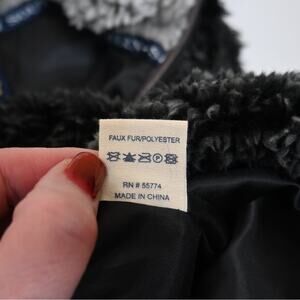 FAUX FUR/POLYESTER
RN # 55774
MADE IN CHINA